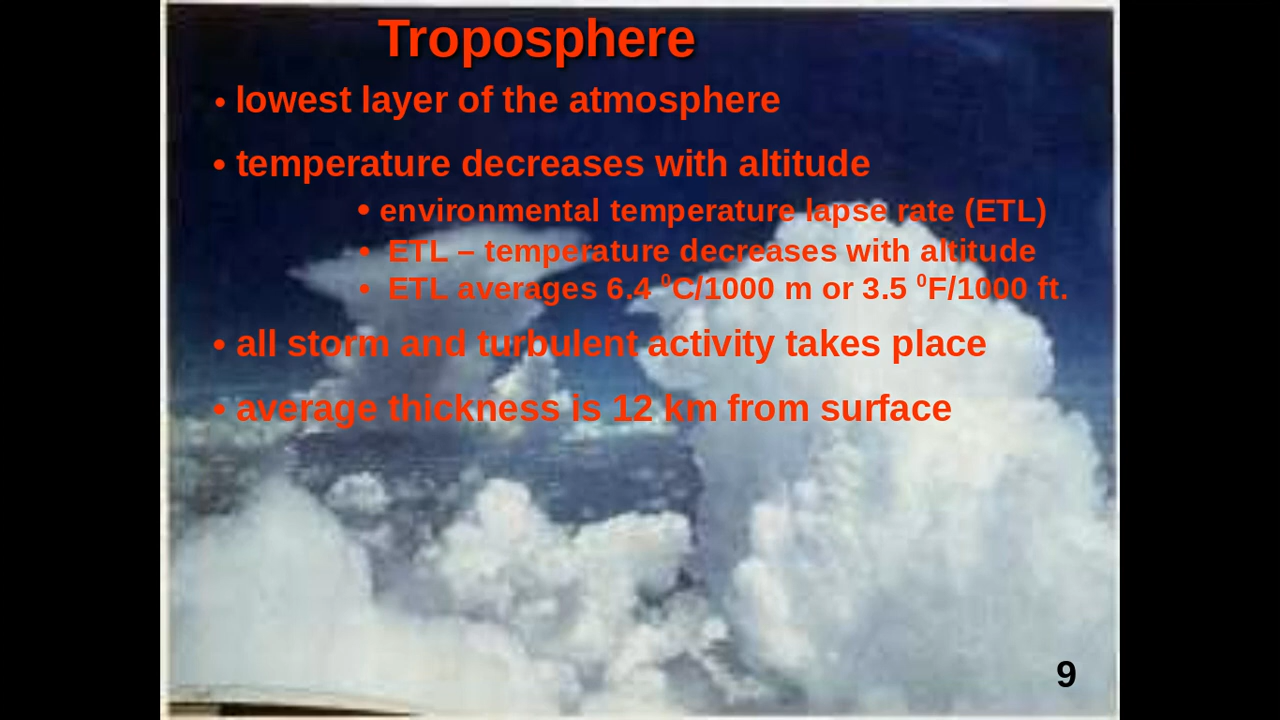 Troposphere
• lowest layer of the atmosphere
• temperature decreases with altitude
• environmental temperature lapse rate (ETL)
• ETL – temperature decreases with altitude
• ETL averages 6.4 ⁰C/1000 m or 3.5 ⁰F/1000 ft.
• all storm and turbulent activity takes place
• average thickness is 12 km from surface
9